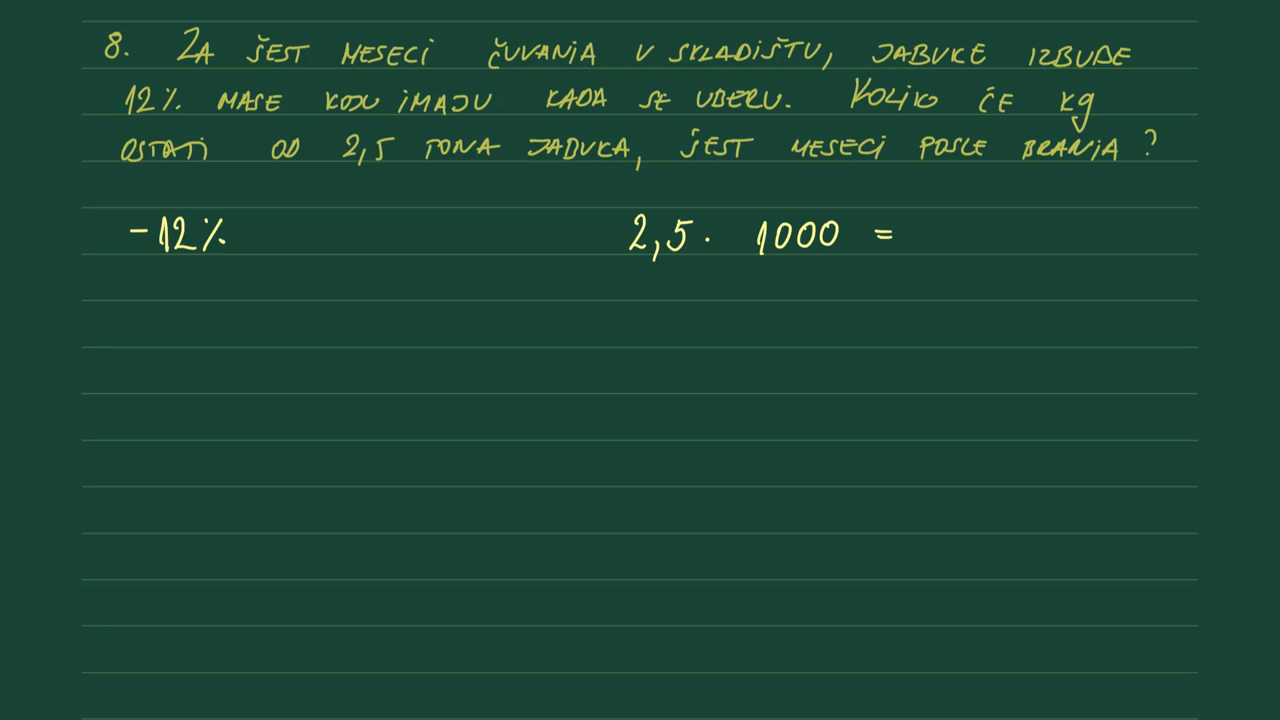 8. ZA ŠEST MESECI ČUVANJA U SKLADIŠTU, JABUKE IZBUDE
12% MASE KOJU IMAJU KADA SE UBERU. KOLIKO ĆE kg
OSTATI OD 2,5 TONA JABUKA, ŠEST MESECI POSLE BRANJA?
-12% 2,5 · 1000 =